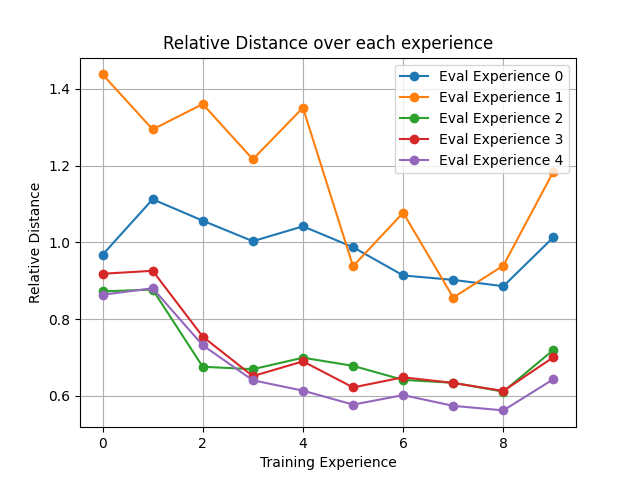 Relative Distance over each experience
Eval Experience 0
Eval Experience 1
Eval Experience 2
Eval Experience 3
Eval Experience 4
Relative Distance
1.4
1.2
1.0
0.8
0.6
0 2 4 6 8
Training Experience